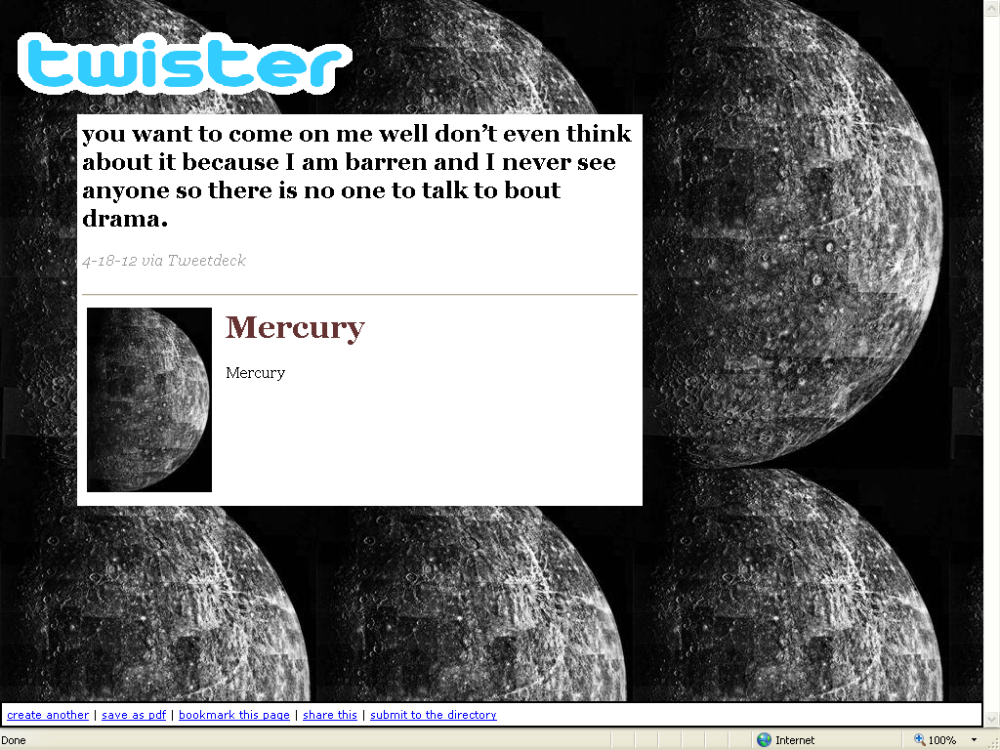 twister
you want to come on me well don't even think
about it because I am barren and I never see
anyone so there is no one to talk to bout
drama.
4-18-12 via Tweetdeck
Mercury
Mercury
create another | save as pdf | bookmark this page | share this | submit to the directory
Done Internet 100%